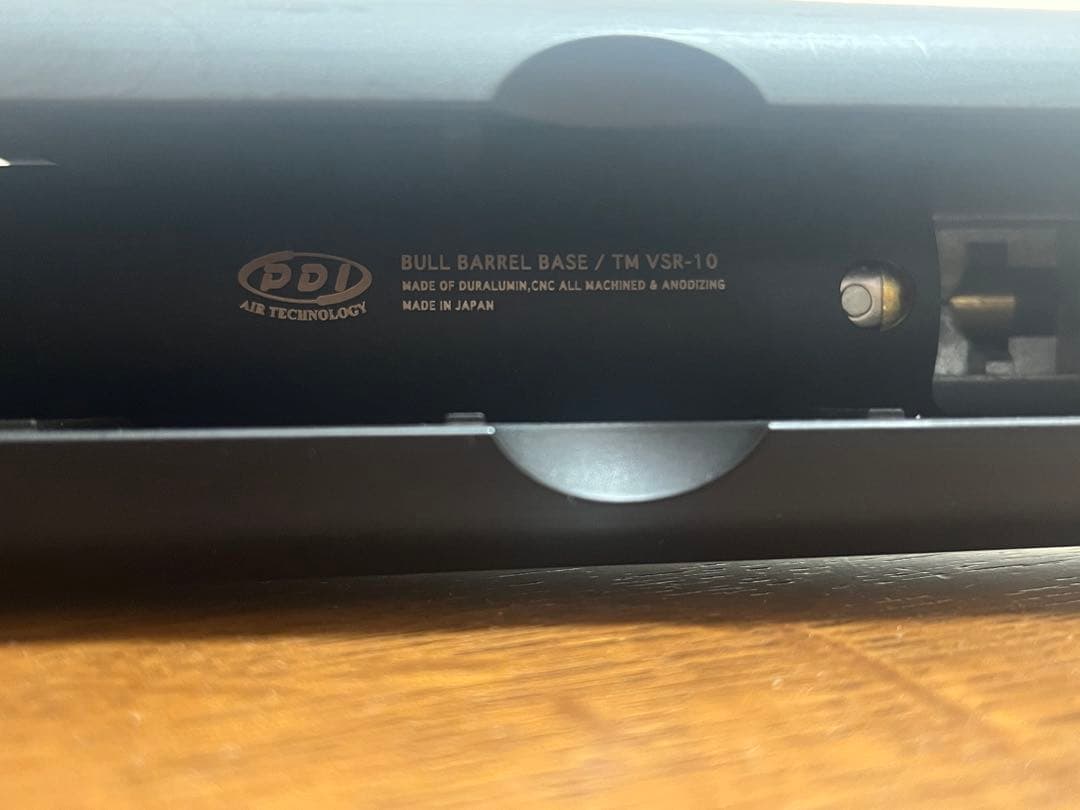 PDI
AIR TECHNOLOGY
BULL BARREL BASE / TM VSR-10
MADE OF DURALUMIN,CNC ALL MACHINED & ANODIZING
MADE IN JAPAN